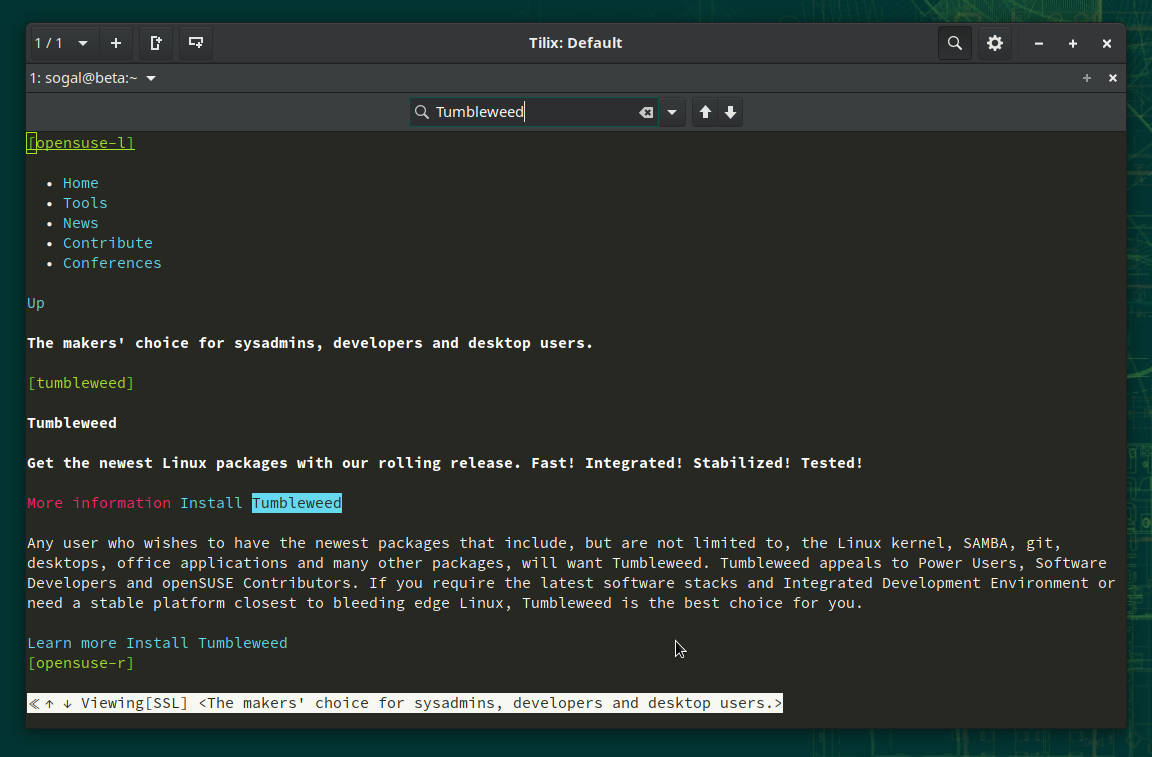 1 / 1
Tilix: Default
1: sogal@beta:~
Tumbleweed
[opensuse-l]
• Home
• Tools
• News
• Contribute
• Conferences
Up
The makers' choice for sysadmins, developers and desktop users.
[tumbleweed]
Tumbleweed
Get the newest Linux packages with our rolling release. Fast! Integrated! Stabilized! Tested!
More information Install Tumbleweed
Any user who wishes to have the newest packages that include, but are not limited to, the Linux kernel, SAMBA, git,
desktops, office applications and many other packages, will want Tumbleweed. Tumbleweed appeals to Power Users, Software
Developers and openSUSE Contributors. If you require the latest software stacks and Integrated Development Environment or
need a stable platform closest to bleeding edge Linux, Tumbleweed is the best choice for you.
Learn more Install Tumbleweed
[opensuse-r]
≪ ↑ ↓ Viewing[SSL] <The makers' choice for sysadmins, developers and desktop users.>